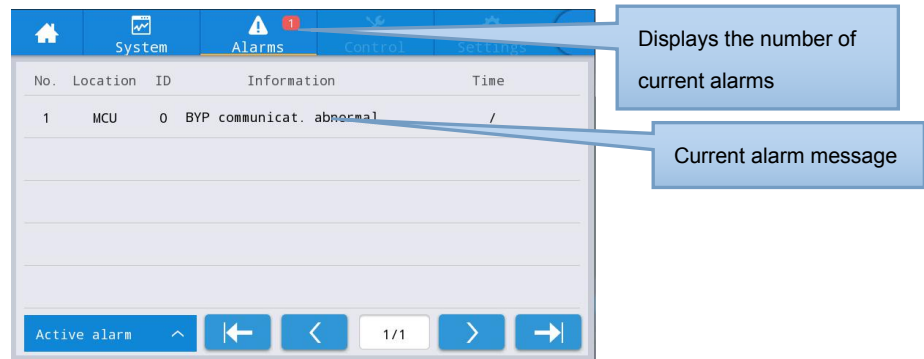 System
Alarms
1
Control
Settings
Displays the number of
current alarms
No. Location ID Information Time
1 MCU 0 BYP communicat. abnormal /
Current alarm message
Active alarm
1/1